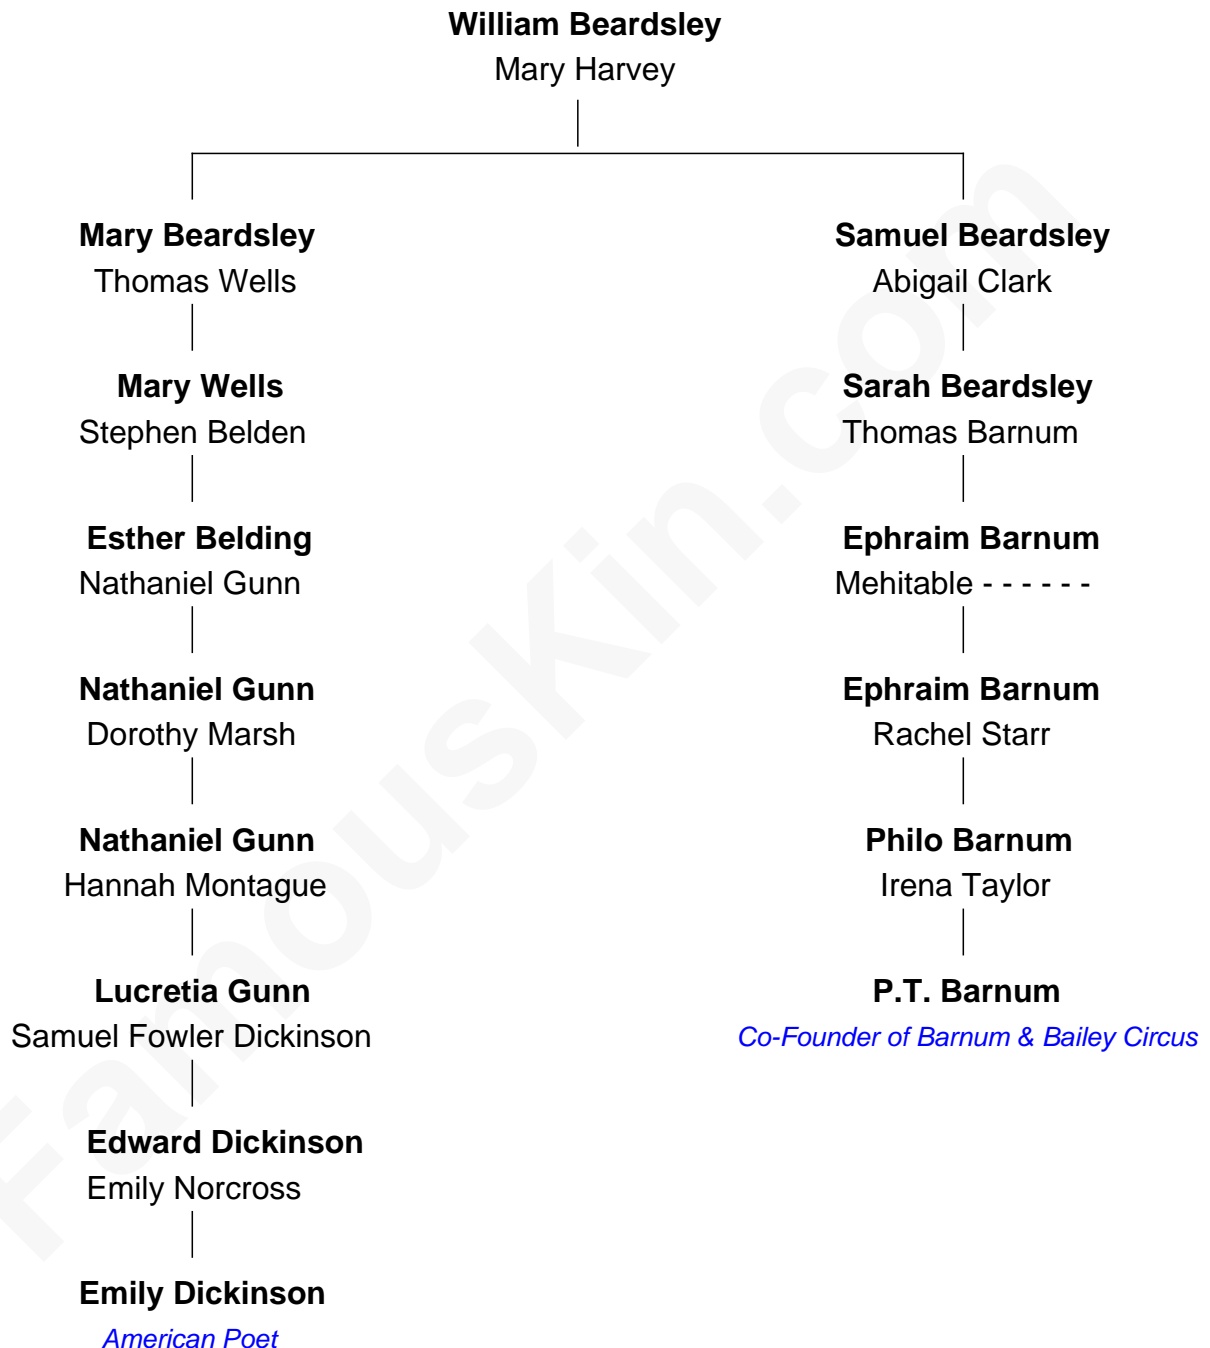 William Beardsley
Mary Harvey
Mary Beardsley
Thomas Wells
Mary Wells
Stephen Belden
Esther Belding
Nathaniel Gunn
Nathaniel Gunn
Dorothy Marsh
Nathaniel Gunn
Hannah Montague
Lucretia Gunn
Samuel Fowler Dickinson
Edward Dickinson
Emily Norcross
Emily Dickinson
American Poet
Samuel Beardsley
Abigail Clark
Sarah Beardsley
Thomas Barnum
Ephraim Barnum
Mehitable - - - - - -
Ephraim Barnum
Rachel Starr
Philo Barnum
Irena Taylor
P.T. Barnum
Co-Founder of Barnum & Bailey Circus
FamousKin.com